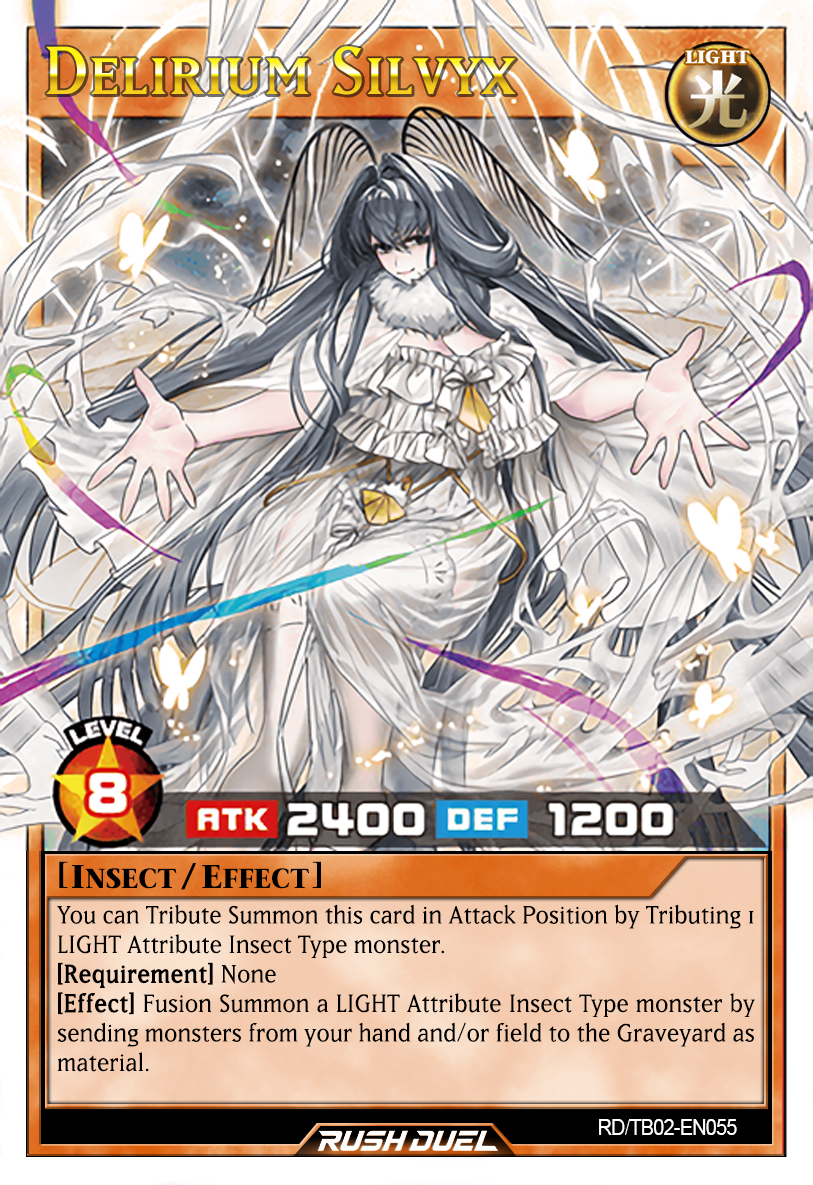 Delirium Silvyx
LIGHT
光
LEVEL
8
ATK 2400 DEF 1200
[Insect / Effect]
You can Tribute Summon this card in Attack Position by Tributing 1
LIGHT Attribute Insect Type monster.
[Requirement] None
[Effect] Fusion Summon a LIGHT Attribute Insect Type monster by
sending monsters from your hand and/or field to the Graveyard as
material.
RD/TB02-EN055
RUSH DUEL